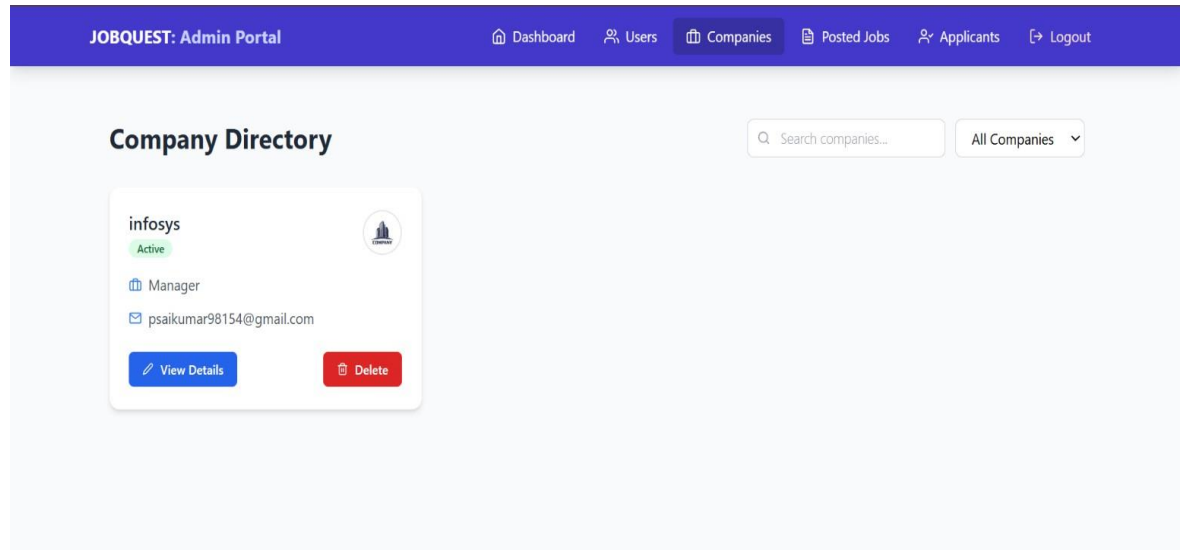 JOBQUEST: Admin Portal Dashboard Users Companies Posted Jobs Applicants Logout
Company Directory Search companies... All Companies
infosys
COMPANY
Active
Manager
psaikumar98154@gmail.com
View Details Delete